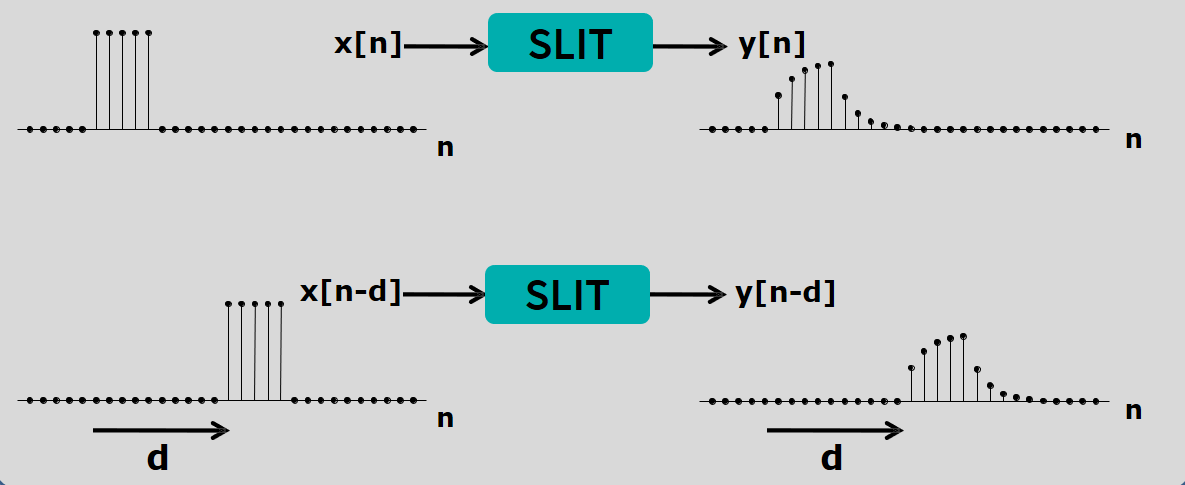 x[n] SLIT y[n]
n n
x[n-d] SLIT y[n-d]
n n
d d